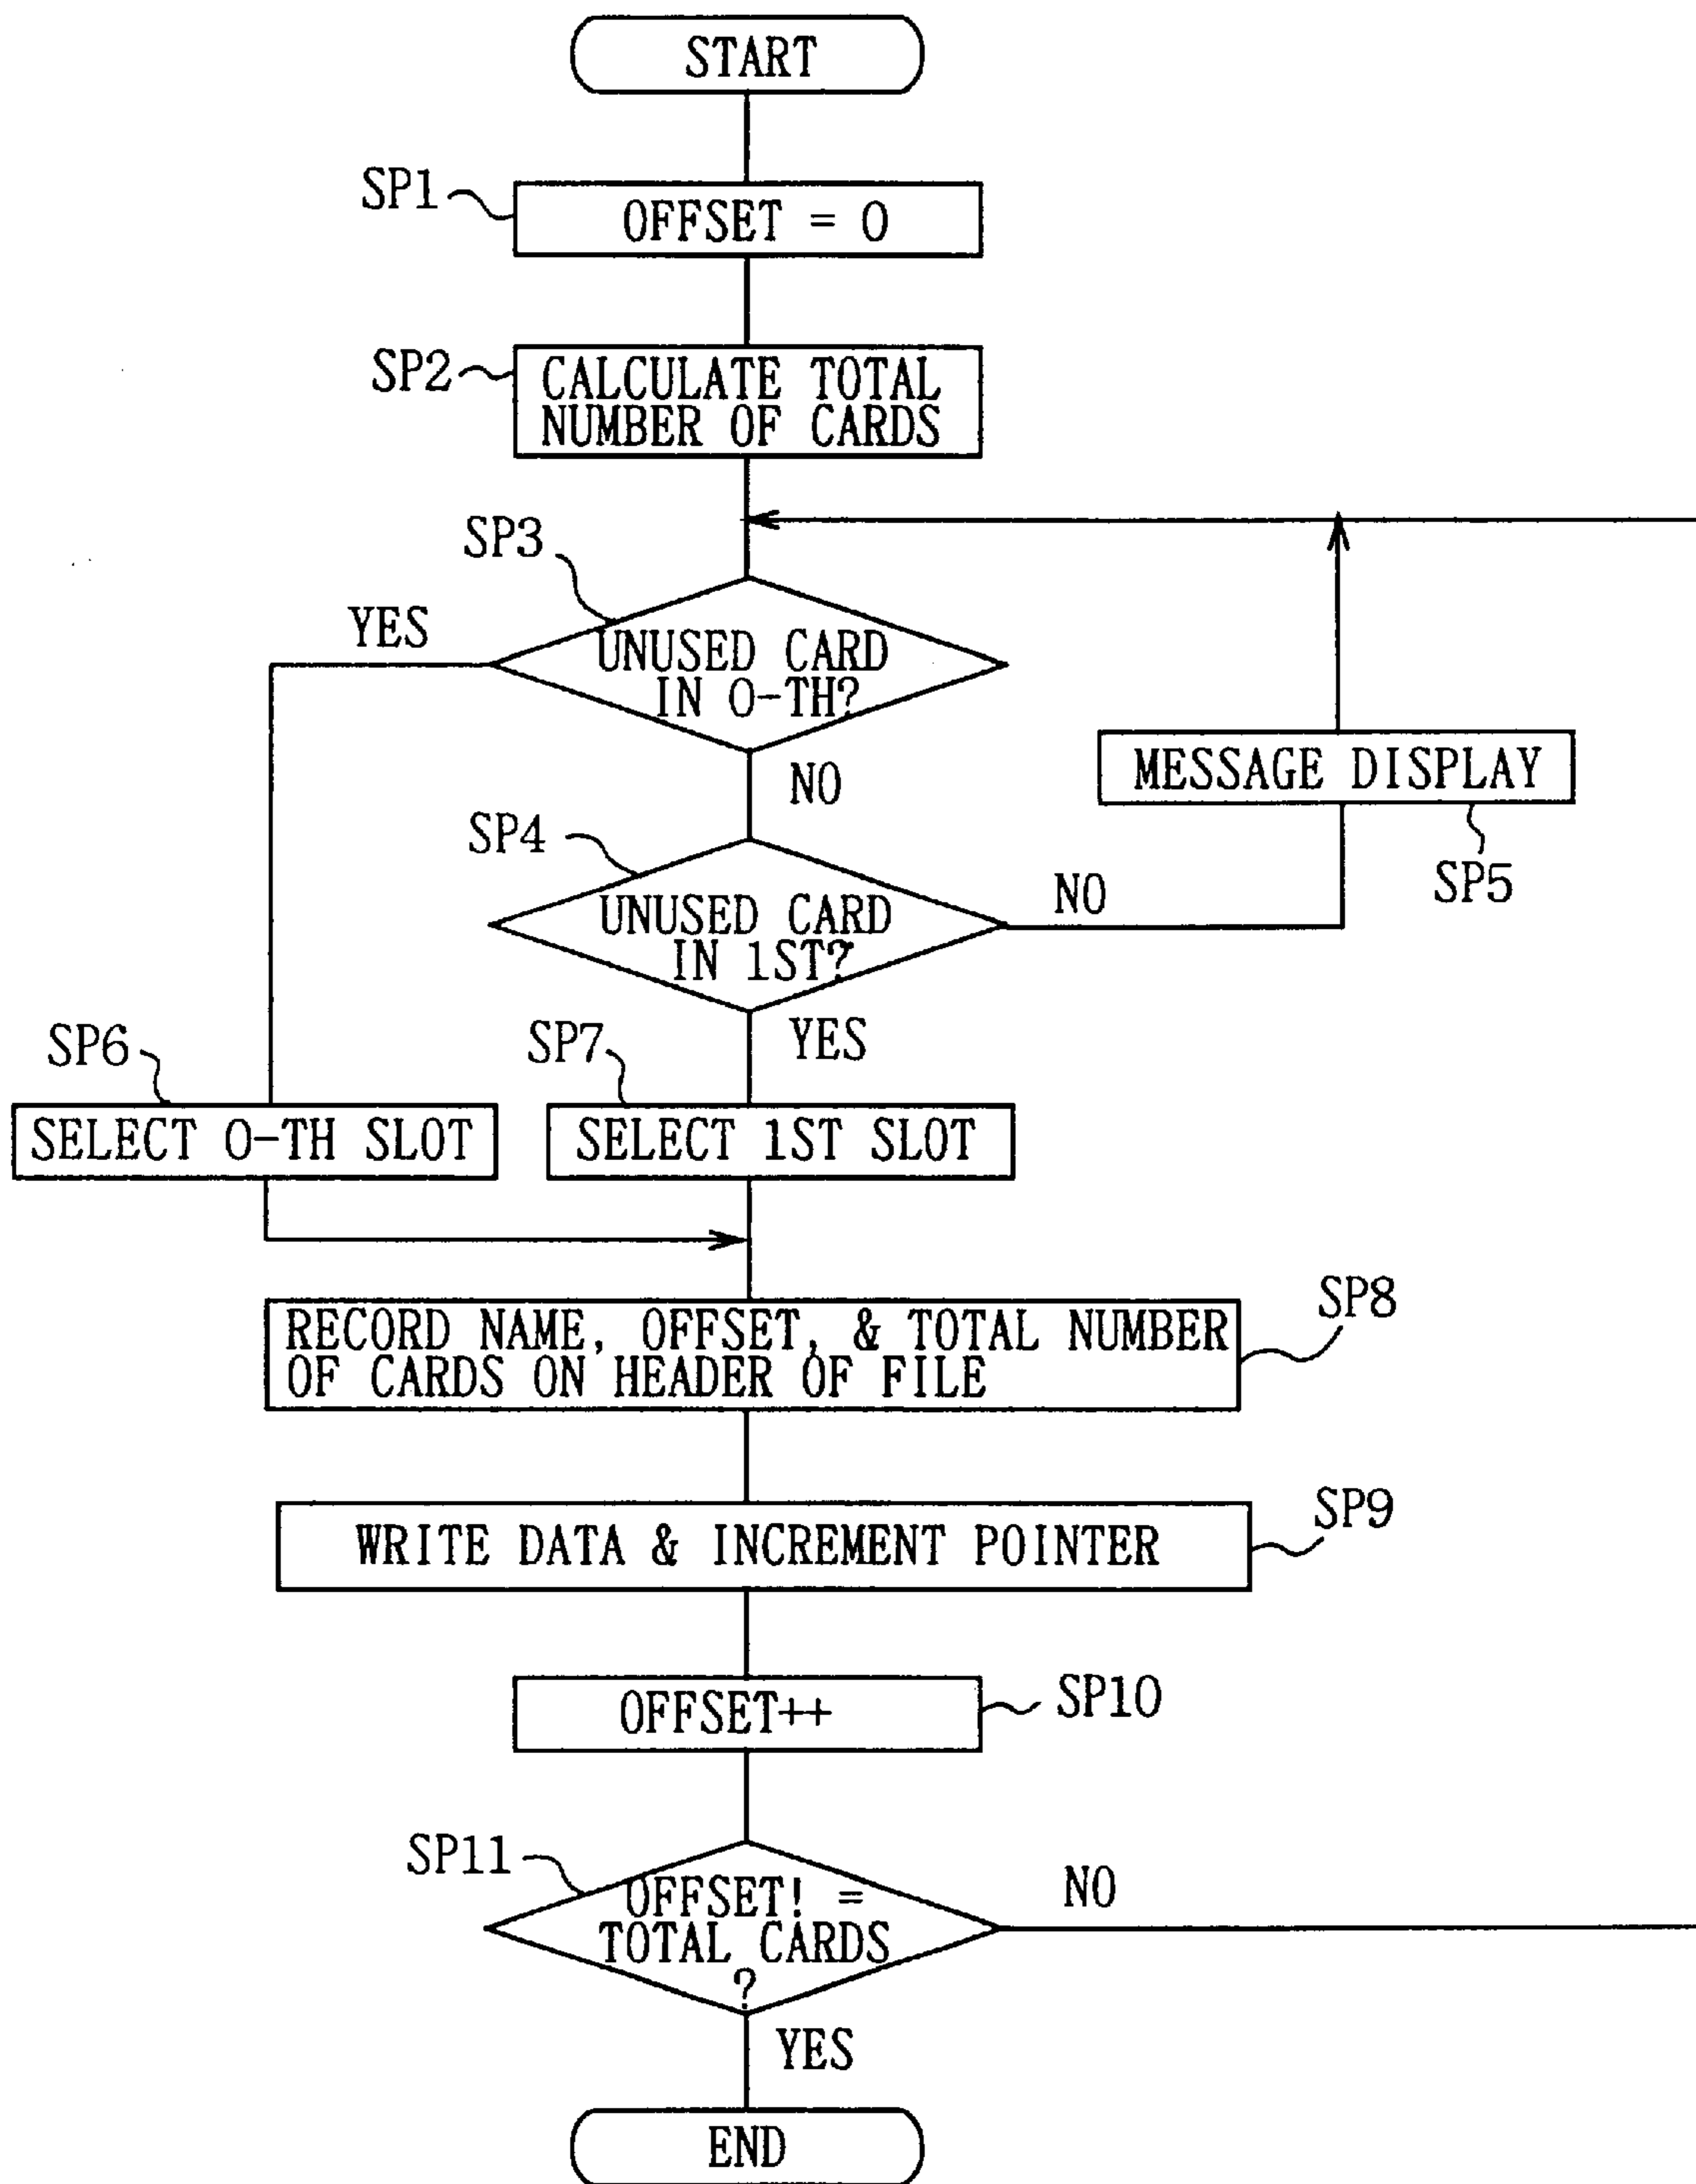 START
SP1
OFFSET = 0
SP2
CALCULATE TOTAL
NUMBER OF CARDS
SP3
YES
UNUSED CARD
IN 0-TH?
NO
MESSAGE DISPLAY
SP5
SP4
UNUSED CARD
IN 1ST?
NO
YES
SP6
SP7
SELECT 0-TH SLOT
SELECT 1ST SLOT
SP8
RECORD NAME, OFFSET, & TOTAL NUMBER
OF CARDS ON HEADER OF FILE
SP9
WRITE DATA & INCREMENT POINTER
SP10
OFFSET++
SP11
OFFSET! =
TOTAL CARDS
?
NO
YES
END